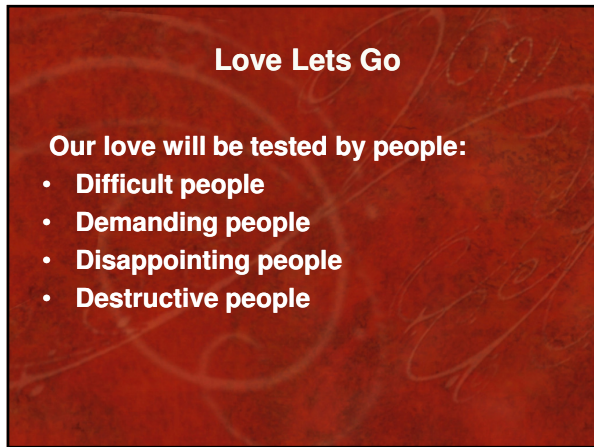 Love Lets Go
Our love will be tested by people:
• Difficult people
• Demanding people
• Disappointing people
• Destructive people